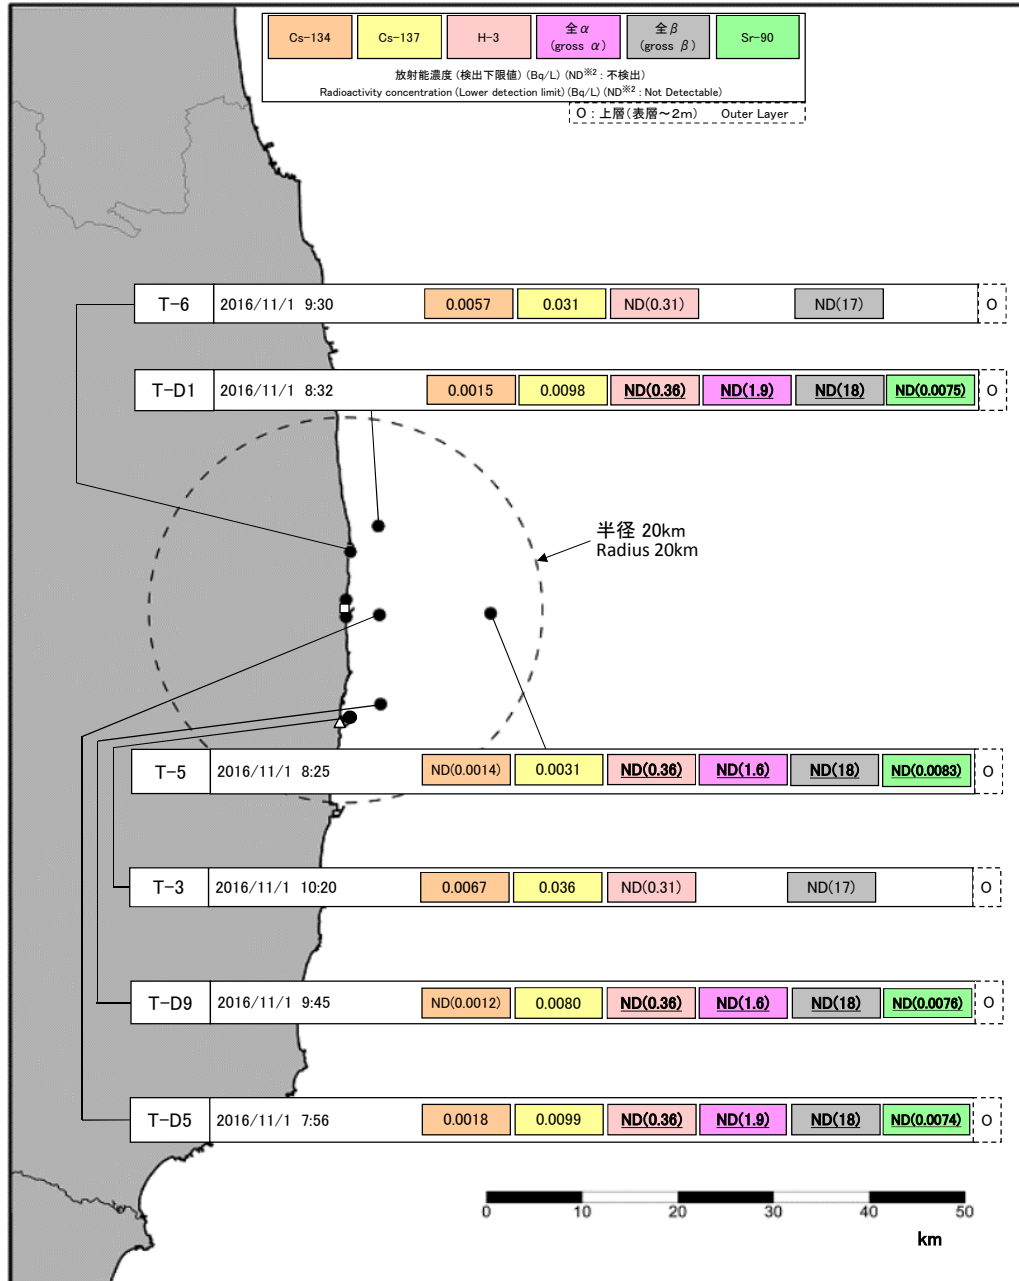 Cs-134 Cs-137 H-3 全α 全β Sr-90
(gross α) (gross β)
放射能濃度 (検出下限値) (Bq/L) (ND※2 : 不検出)
Radioactivity concentration (Lower detection limit) (Bq/L) (ND※2 : Not Detectable)
O : 上層(表層～2m) Outer Layer
T-6 2016/11/1 9:30 0.0057 0.031 ND(0.31) ND(17) O
T-D1 2016/11/1 8:32 0.0015 0.0098 ND(0.36) ND(1.9) ND(18) ND(0.0075) O
半径 20km
Radius 20km
T-5 2016/11/1 8:25 ND(0.0014) 0.0031 ND(0.36) ND(1.6) ND(18) ND(0.0083) O
T-3 2016/11/1 10:20 0.0067 0.036 ND(0.31) ND(17) O
T-D9 2016/11/1 9:45 ND(0.0012) 0.0080 ND(0.36) ND(1.6) ND(18) ND(0.0076) O
T-D5 2016/11/1 7:56 0.0018 0.0099 ND(0.36) ND(1.9) ND(18) ND(0.0074) O
0 10 20 30 40 50
km